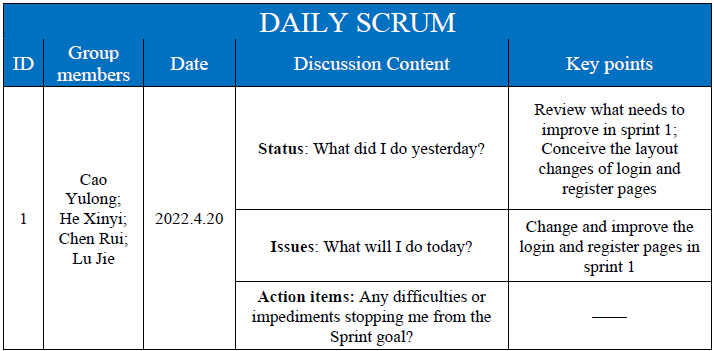 DAILY SCRUM
ID
Group
members
Date
Discussion Content
Key points
1
Cao
Yulong;
He Xinyi;
Chen Rui;
Lu Jie
2022.4.20
Status: What did I do yesterday?
Review what needs to
improve in sprint 1;
Conceive the layout
changes of login and
register pages
Issues: What will I do today?
Change and improve the
login and register pages in
sprint 1
Action items: Any difficulties or
impediments stopping me from the
Sprint goal?
——